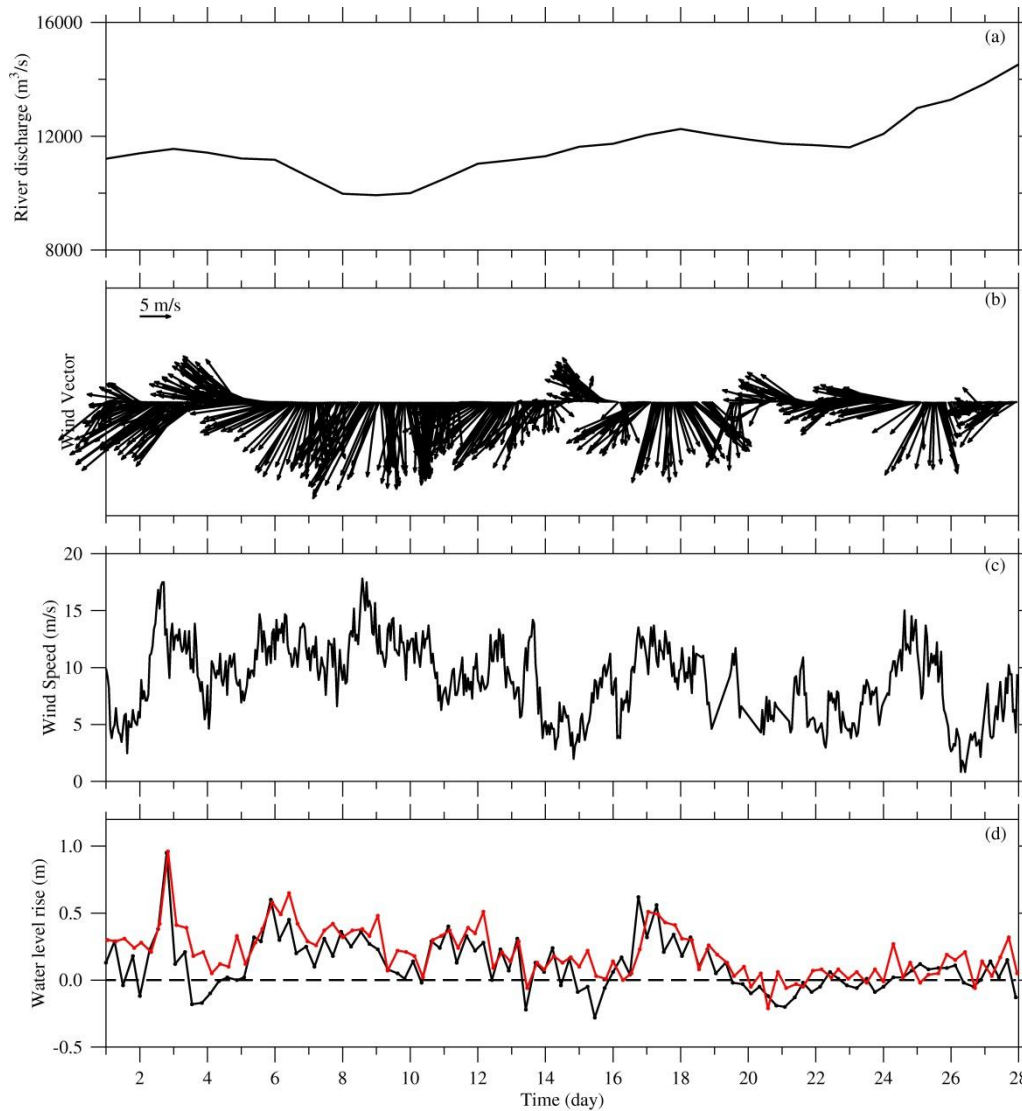 16000
12000
8000
River discharge (m³/s)
(a)
5 m/s
Wind Vector
(b)
20
15
10
5
0
Wind Speed (m/s)
(c)
1.0
0.5
0.0
-0.5
Water level rise (m)
(d)
2 4 6 8 10 12 14 16 18 20 22 24 26 28
Time (day)